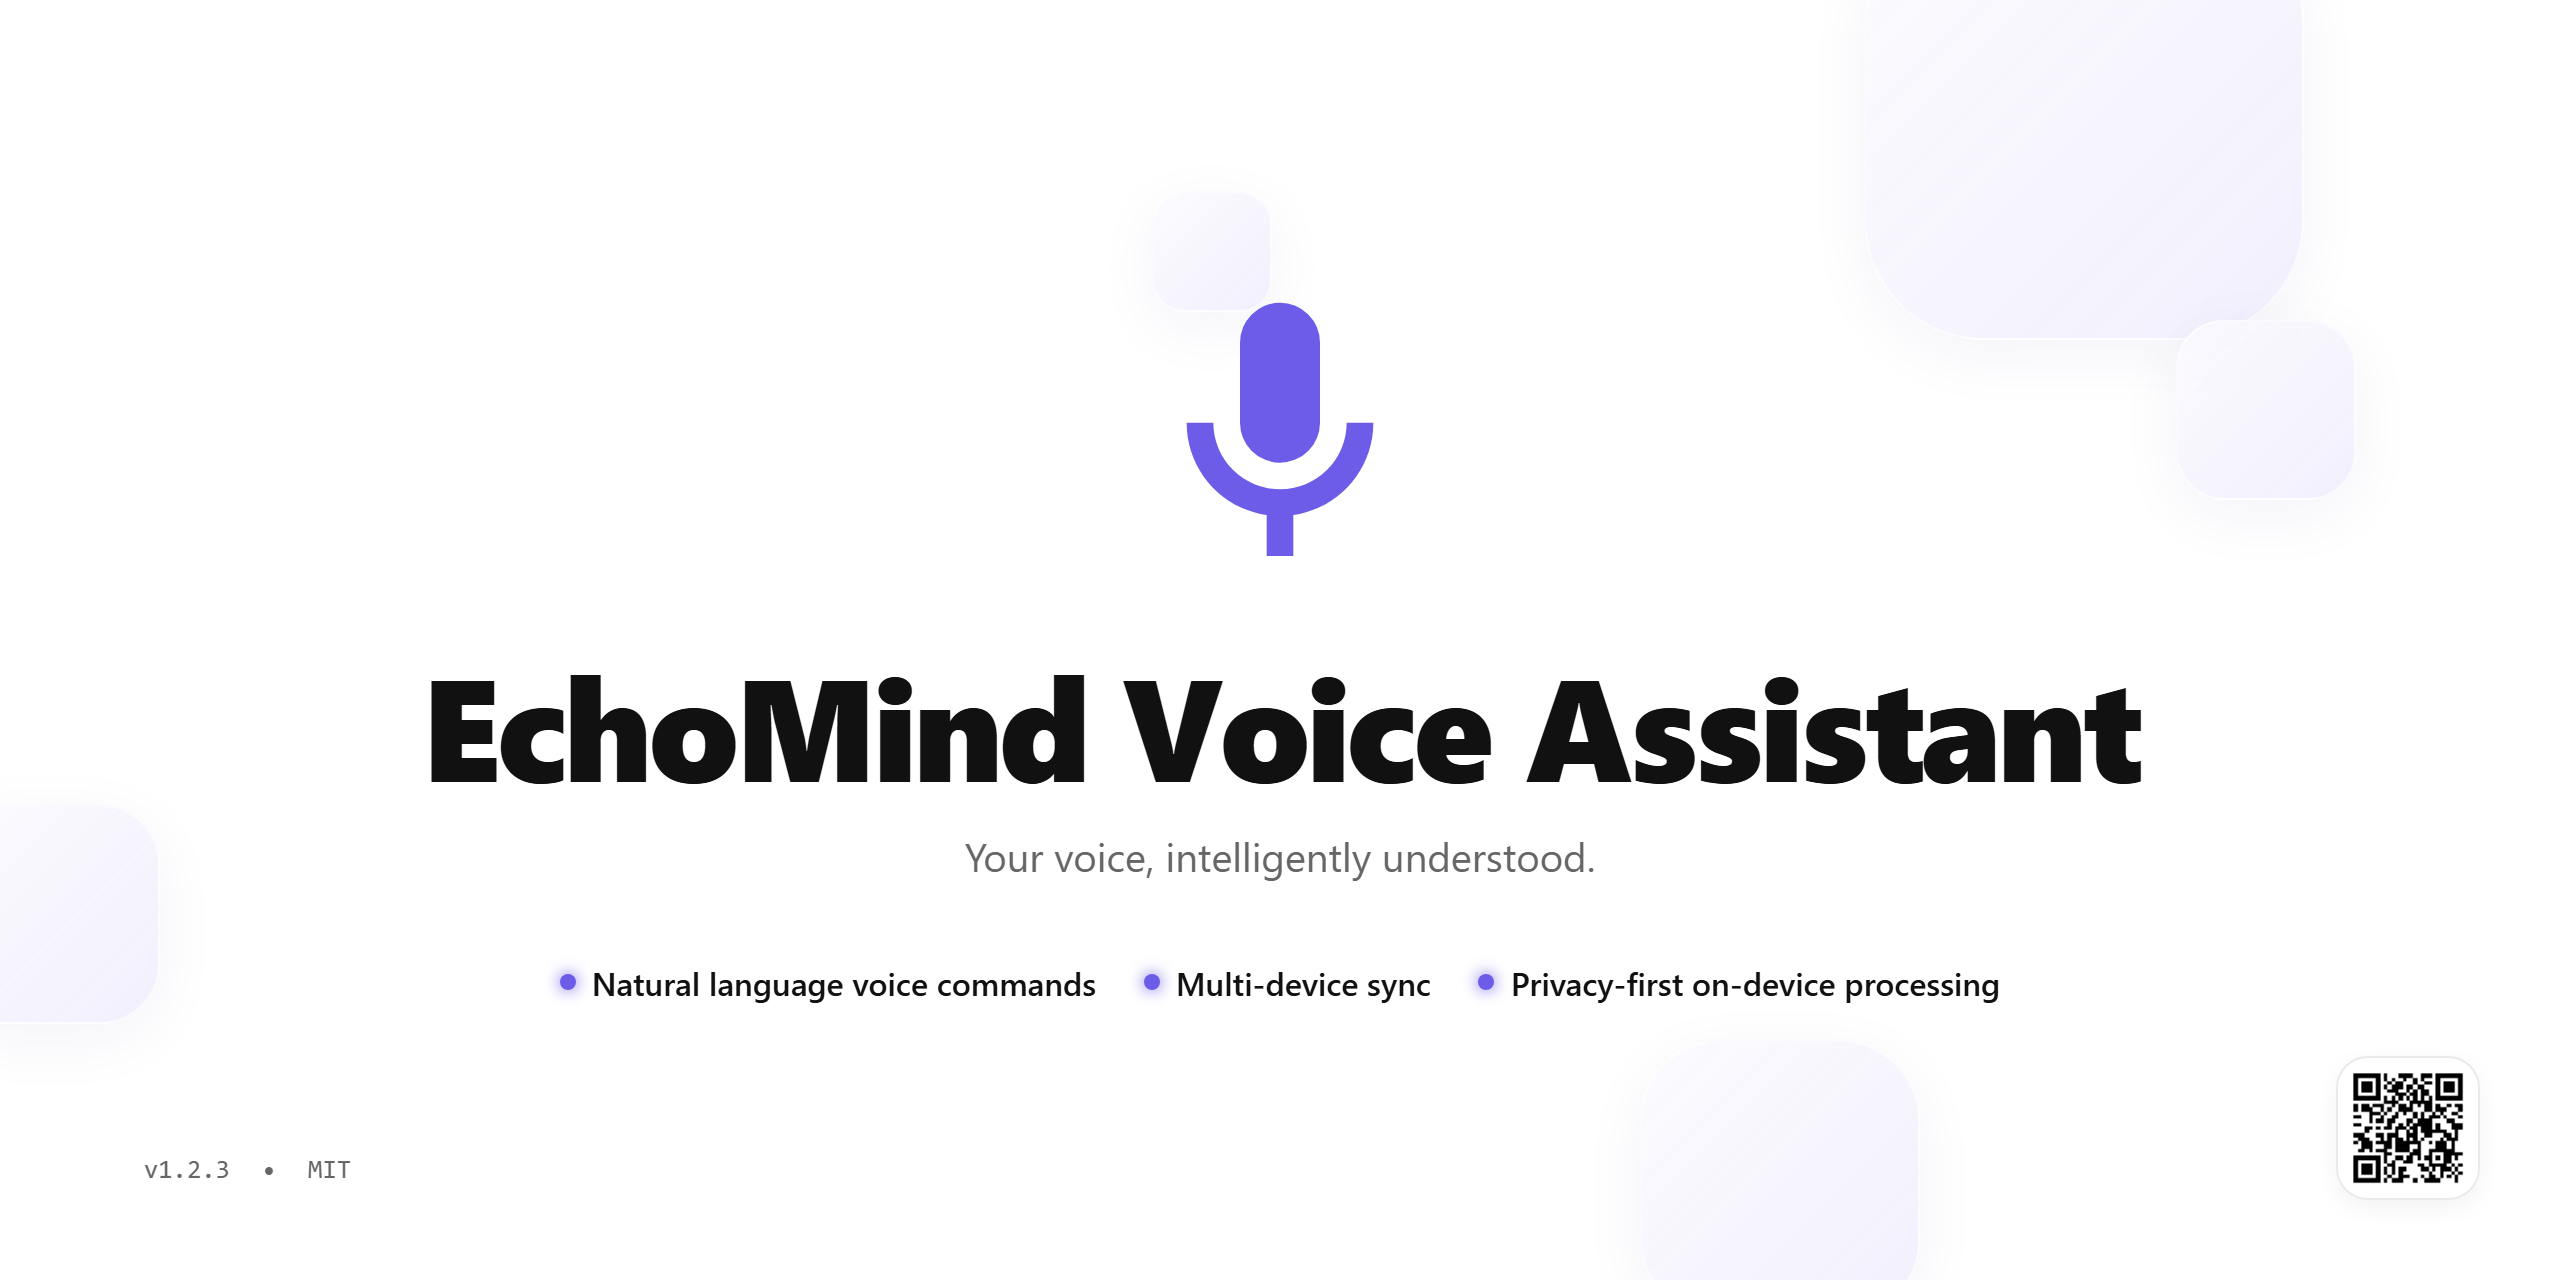 EchoMind Voice Assistant
Your voice, intelligently understood.
Natural language voice commands
Multi-device sync
Privacy-first on-device processing
v1.2.3 • MIT